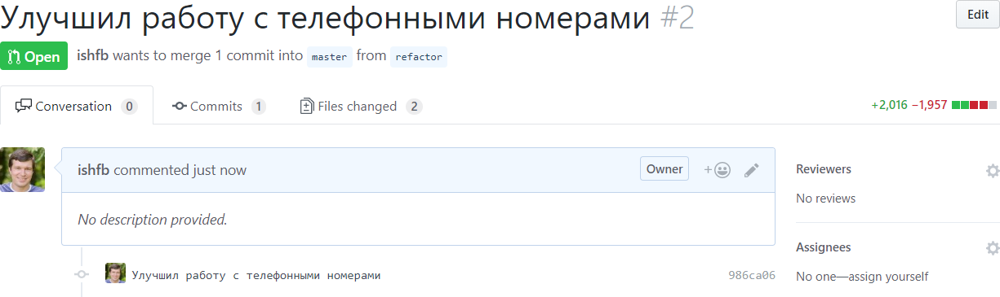 Улучшил работу с телефонными номерами #2
Edit
Open ishfb wants to merge 1 commit into master from refactor
Conversation 0 Commits 1 Files changed 2
+2,016 −1,957
ishfb commented just now Owner +
No description provided.
Улучшил работу с телефонными номерами 986ca06
Reviewers
No reviews
Assignees
No one—assign yourself